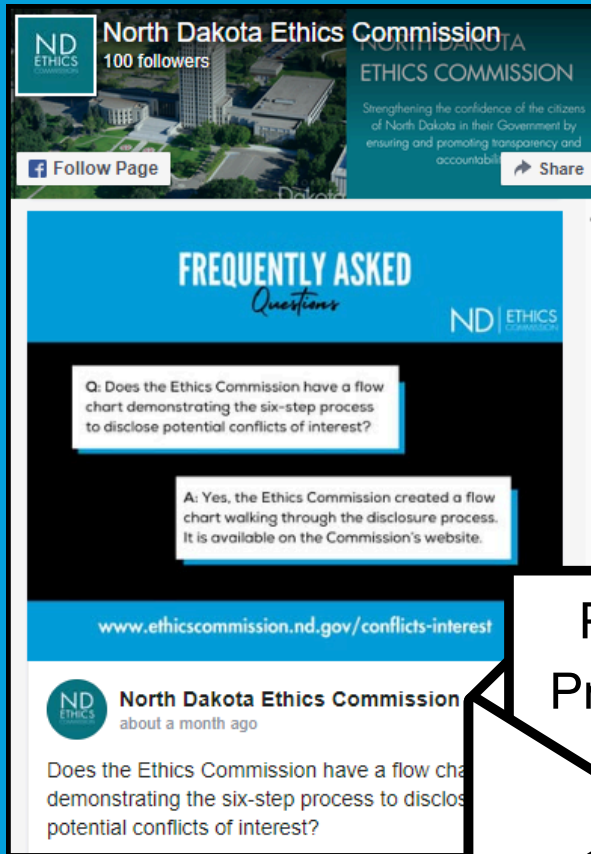 ND
ETHICS
COMMISSION
North Dakota Ethics Commission
100 followers
NORTH DAKOTA
ETHICS COMMISSION
Strengthening the confidence of the citizens
of North Dakota in their Government by
ensuring and promoting transparency and
Follow Page
Share
FREQUENTLY ASKED
Questions
ND ETHICS
COMMISSION
Q: Does the Ethics Commission have a flow
chart demonstrating the six-step process
to disclose potential conflicts of interest?
A: Yes, the Ethics Commission created a flow
chart walking through the disclosure process.
It is available on the Commission's website.
www.ethicscommission.nd.gov/conflicts-interest
ND
ETHICS
COMMISSION
North Dakota Ethics Commission
about a month ago
Does the Ethics Commission have a flow
demonstrating the six-step process to
potential conflicts of interest?